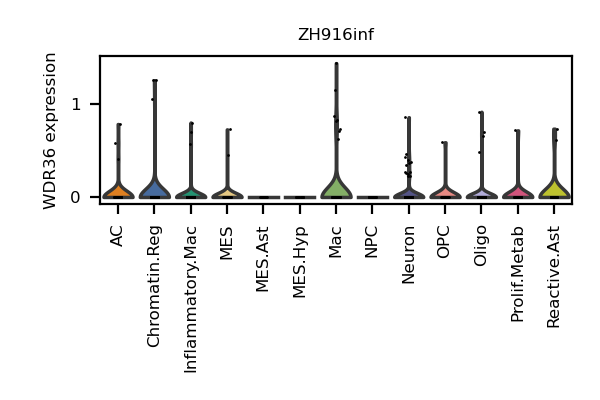 ZH916inf
WDR36 expression
1
0
AC
Chromatin.Reg
Inflammatory.Mac
MES
MES.Ast
MES.Hyp
Mac
NPC
Neuron
OPC
Oligo
Prolif.Metab
Reactive.Ast